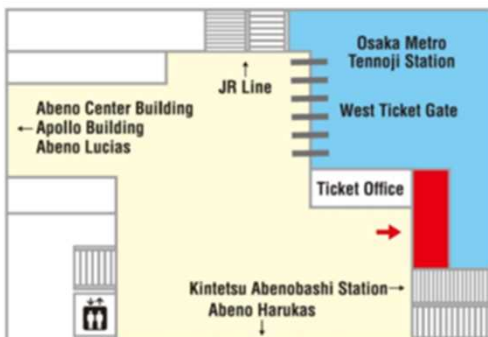 Osaka Metro
Tennoji Station
JR Line
West Ticket Gate
Abeno Center Building
Apollo Building
Abeno Lucias
Ticket Office
Kintetsu Abenobashi Station
Abeno Harukas